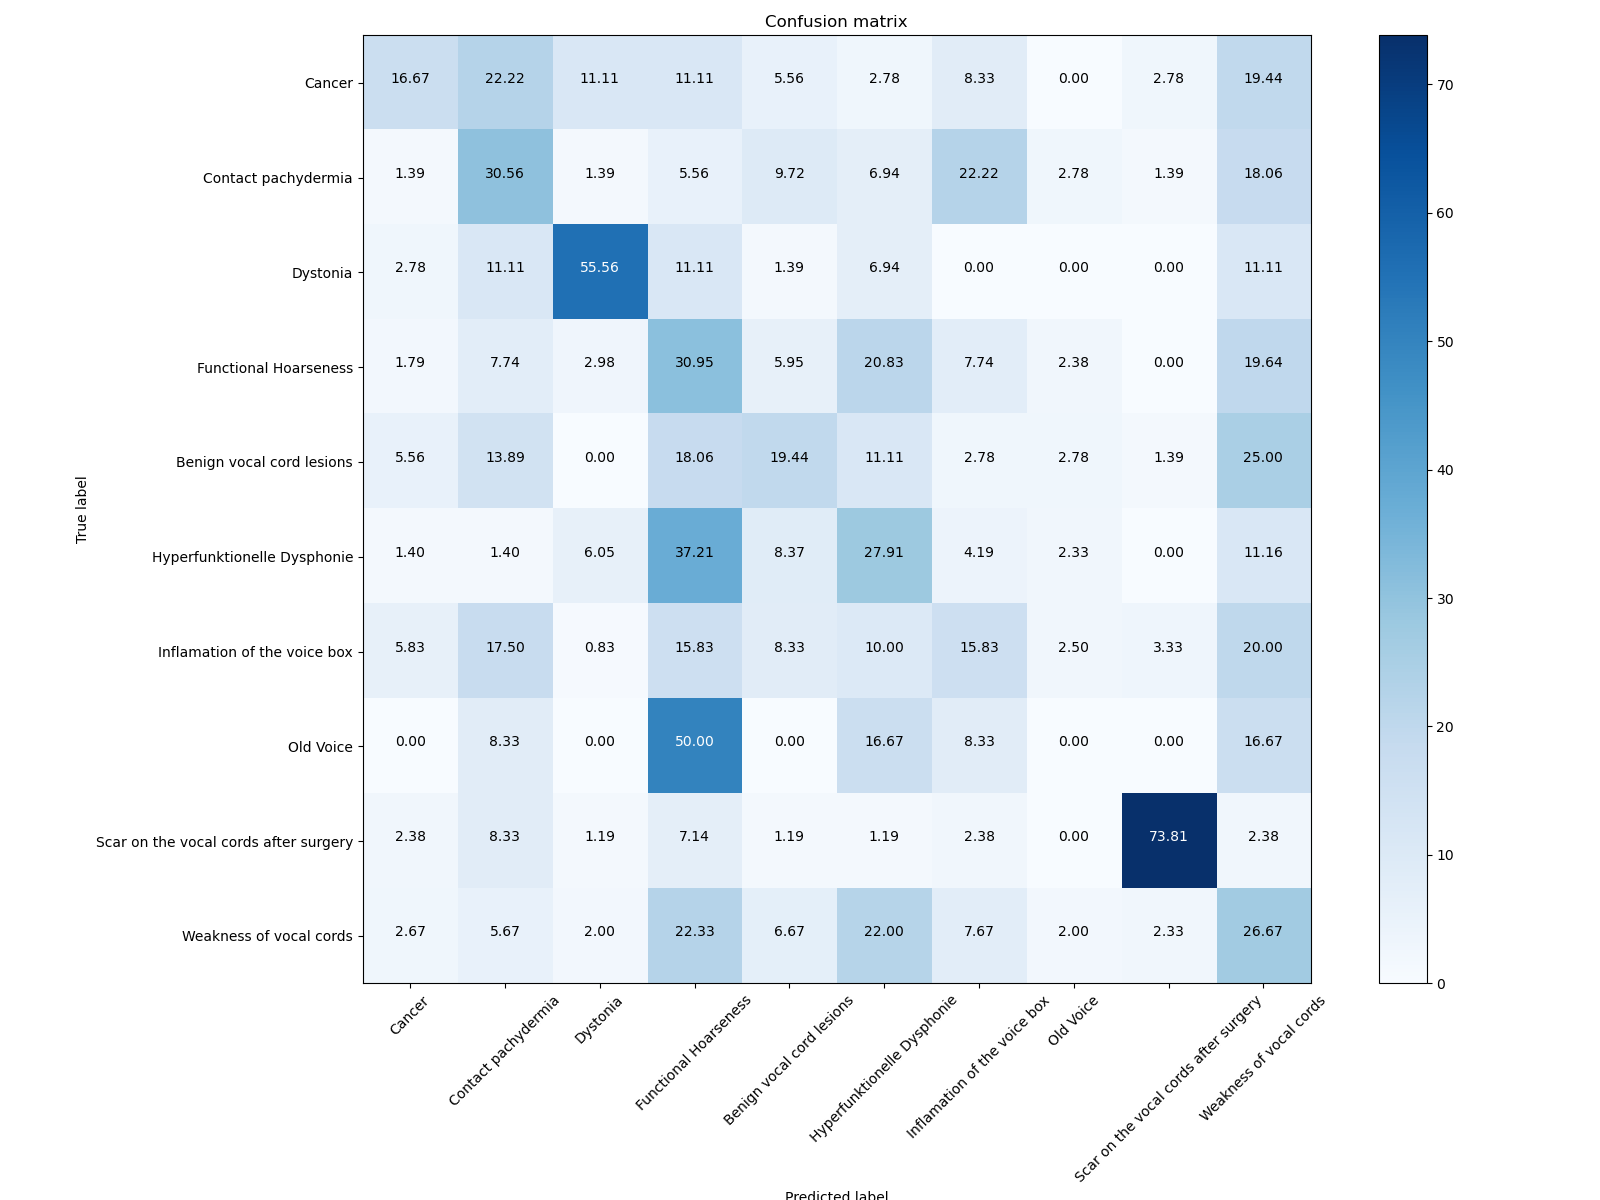 Confusion matrix
Cancer 16.67 22.22 11.11 11.11 5.56 2.78 8.33 0.00 2.78 19.44
Contact pachydermia 1.39 30.56 1.39 5.56 9.72 6.94 22.22 2.78 1.39 18.06
Dystonia 2.78 11.11 55.56 11.11 1.39 6.94 0.00 0.00 0.00 11.11
Functional Hoarseness 1.79 7.74 2.98 30.95 5.95 20.83 7.74 2.38 0.00 19.64
Benign vocal cord lesions 5.56 13.89 0.00 18.06 19.44 11.11 2.78 2.78 1.39 25.00
Hyperfunktionelle Dysphonie 1.40 1.40 6.05 37.21 8.37 27.91 4.19 2.33 0.00 11.16
Inflamation of the voice box 5.83 17.50 0.83 15.83 8.33 10.00 15.83 2.50 3.33 20.00
Old Voice 0.00 8.33 0.00 50.00 0.00 16.67 8.33 0.00 0.00 16.67
Scar on the vocal cords after surgery 2.38 8.33 1.19 7.14 1.19 1.19 2.38 0.00 73.81 2.38
Weakness of vocal cords 2.67 5.67 2.00 22.33 6.67 22.00 7.67 2.00 2.33 26.67
True label
Cancer
Contact pachydermia
Dystonia
Functional Hoarseness
Benign vocal cord lesions
Hyperfunktionelle Dysphonie
Inflamation of the voice box
Old Voice
Scar on the vocal cords after surgery
Weakness of vocal cords
Predicted label
70
60
50
40
30
20
10
0